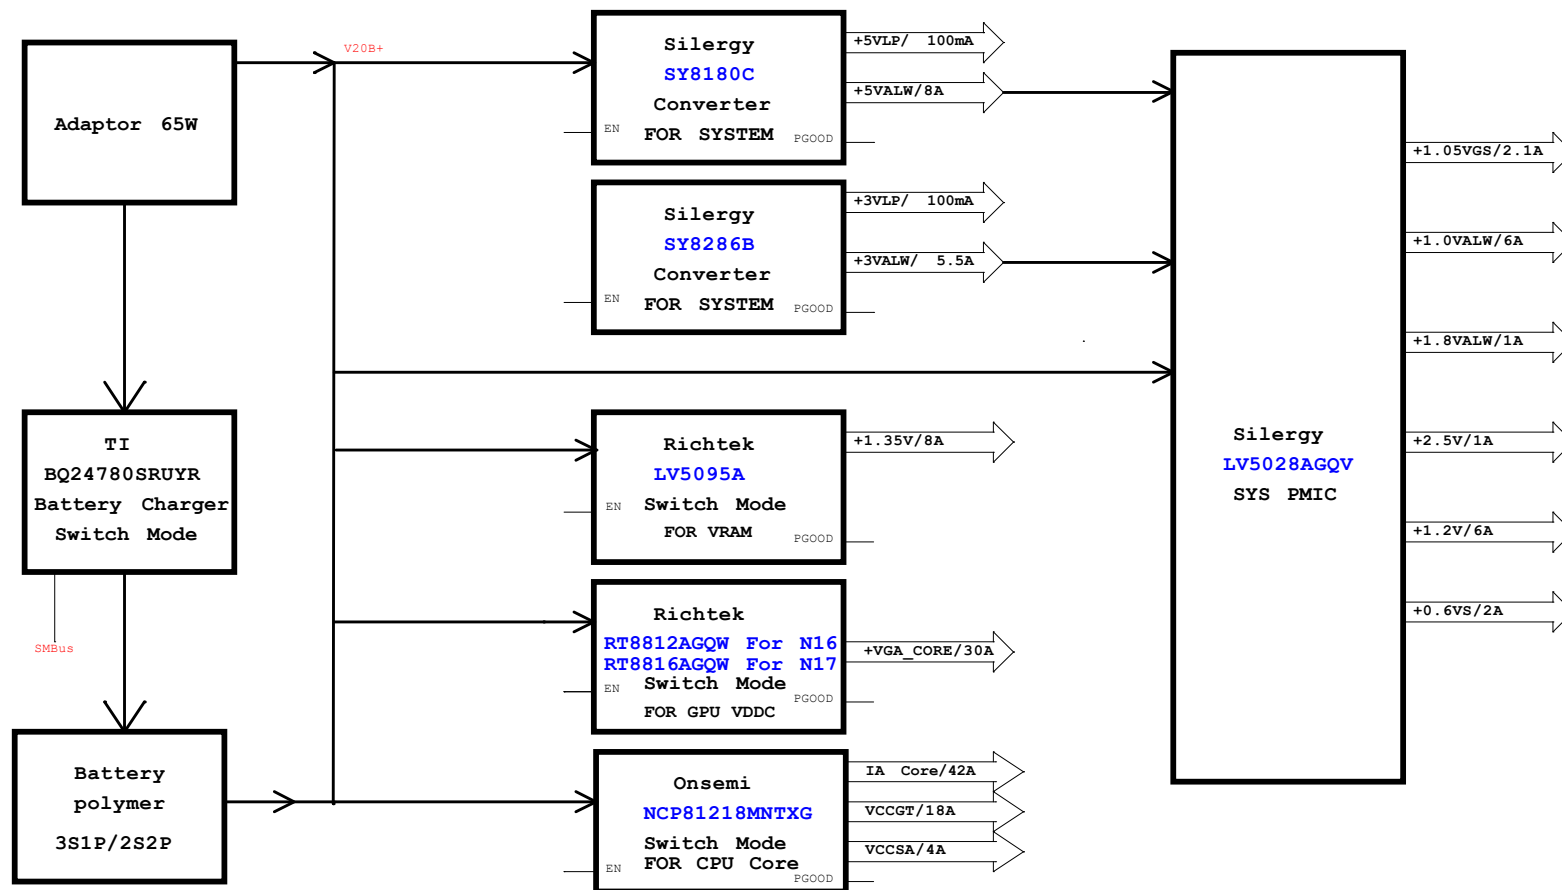 Adaptor 65W
V20B+
TI
BQ24780SRUYR
Battery Charger
Switch Mode
SMBus
Battery
polymer
3S1P/2S2P
Silergy
SY8180C
Converter
FOR SYSTEM
EN
PGOOD
+5VLP/ 100mA
+5VALW/8A
Silergy
SY8286B
Converter
FOR SYSTEM
EN
PGOOD
+3VLP/ 100mA
+3VALW/ 5.5A
Richtek
LV5095A
Switch Mode
FOR VRAM
EN
PGOOD
+1.35V/8A
Richtek
RT8812AGQW For N16
RT8816AGQW For N17
Switch Mode
FOR GPU VDDC
EN
PGOOD
+VGA_CORE/30A
Onsemi
NCP81218MNTXG
Switch Mode
FOR CPU Core
EN
PGOOD
IA Core/42A
VCCGT/18A
VCCSA/4A
Silergy
LV5028AGQV
SYS PMIC
+1.05VGS/2.1A
+1.0VALW/6A
+1.8VALW/1A
+2.5V/1A
+1.2V/6A
+0.6VS/2A